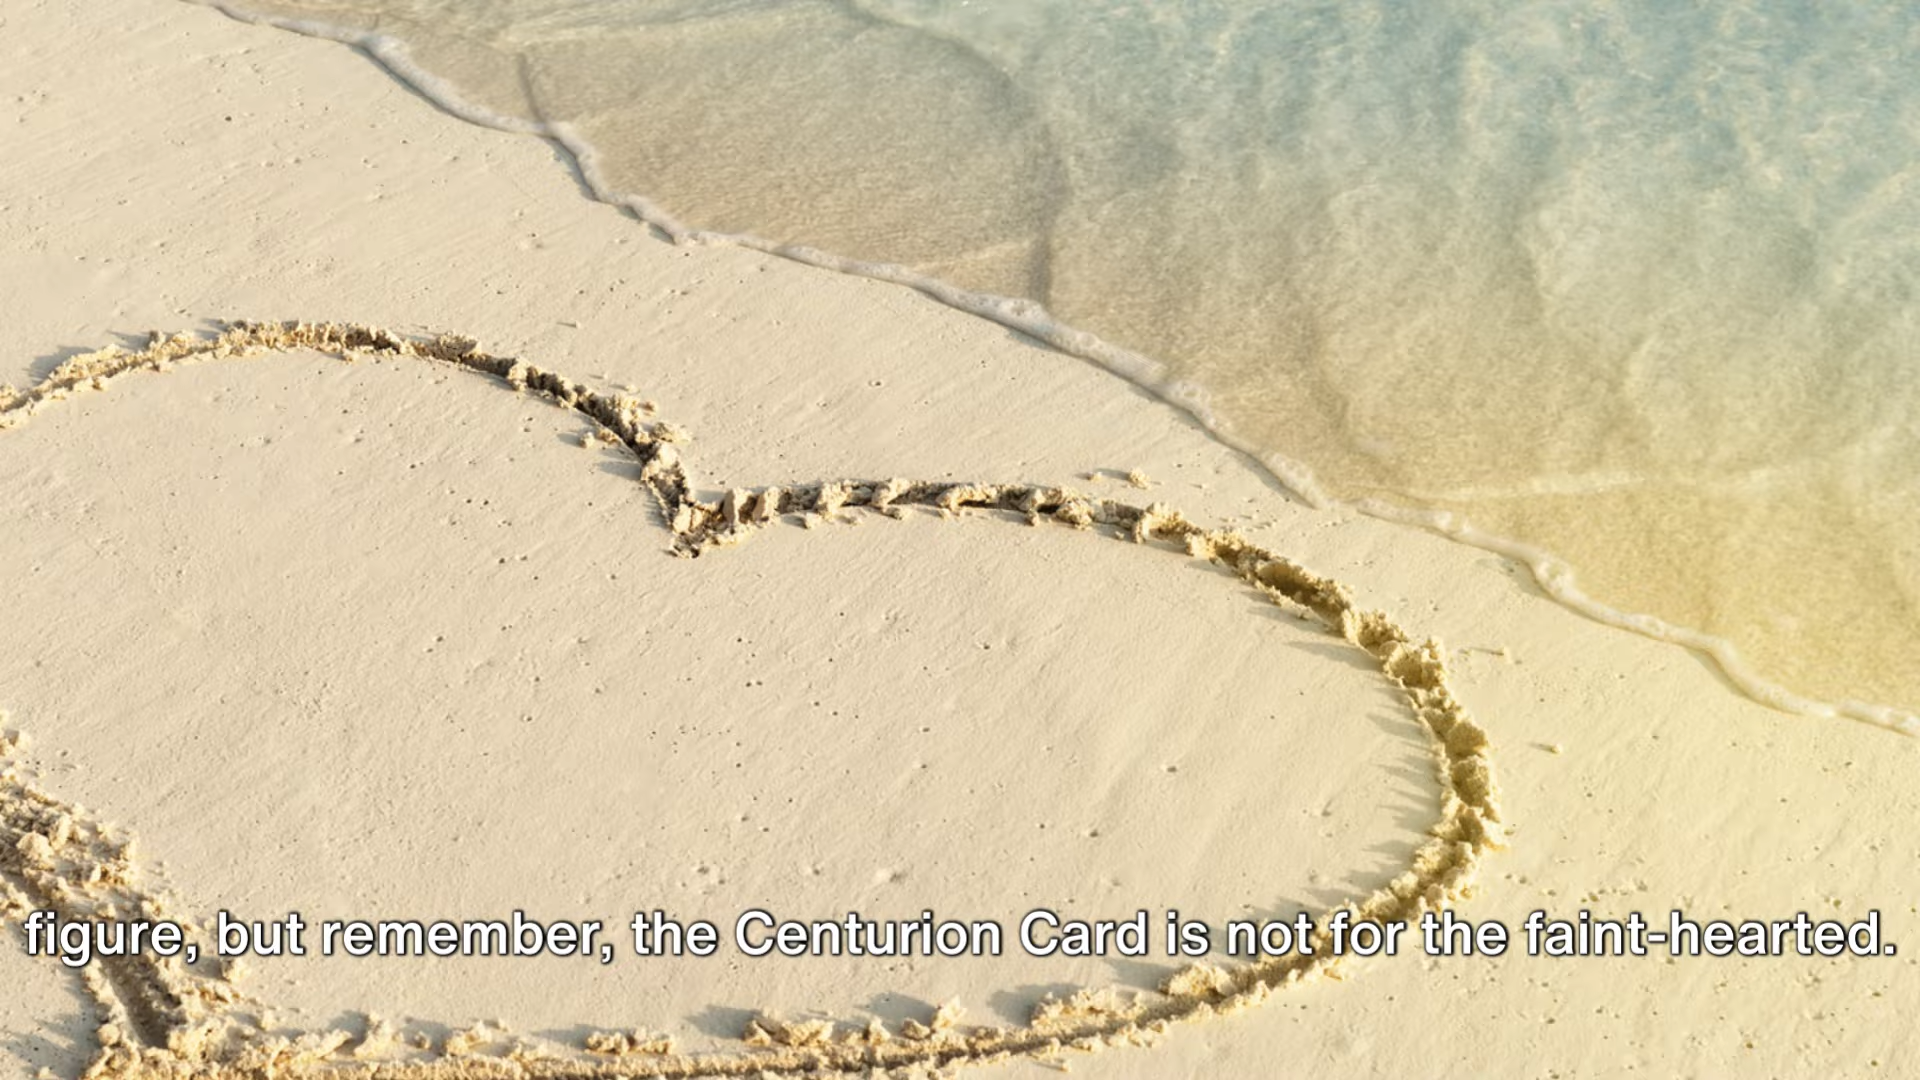 figure, but remember, the Centurion Card is not for the faint-hearted.